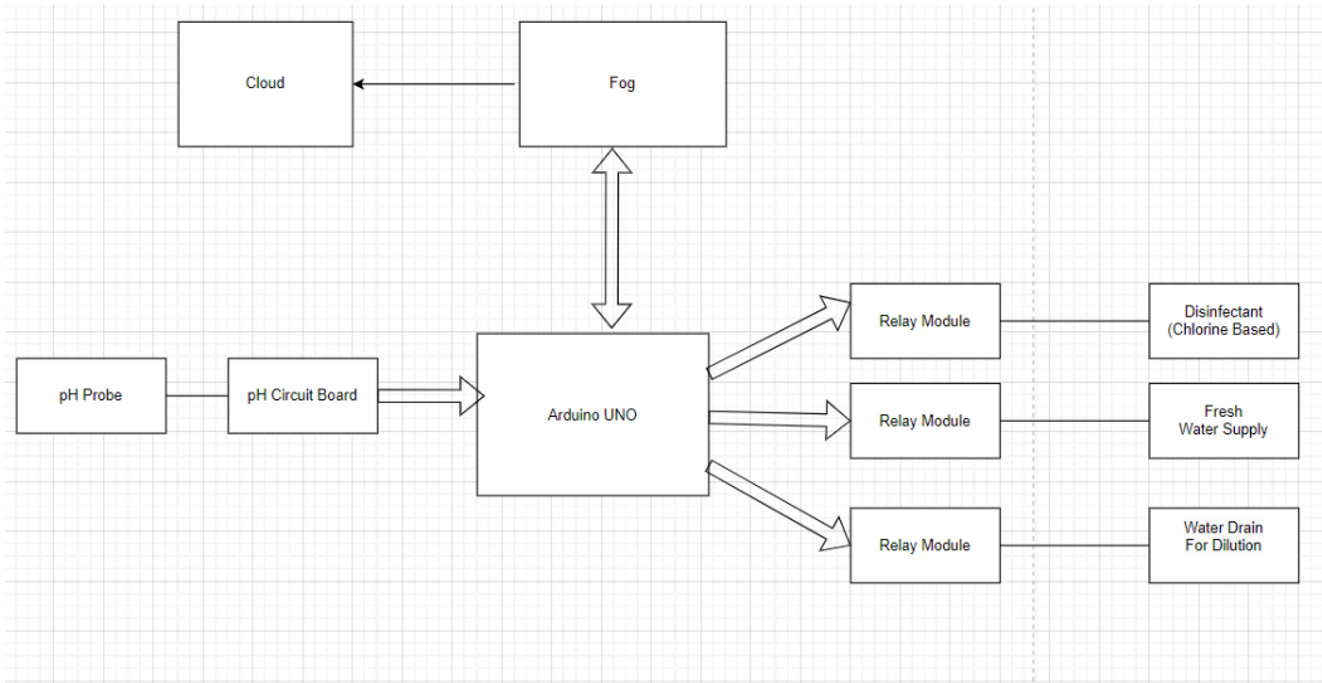 Cloud
Fog
pH Probe
pH Circuit Board
Arduino UNO
Relay Module
Disinfectant
(Chlorine Based)
Relay Module
Fresh
Water Supply
Relay Module
Water Drain
For Dilution